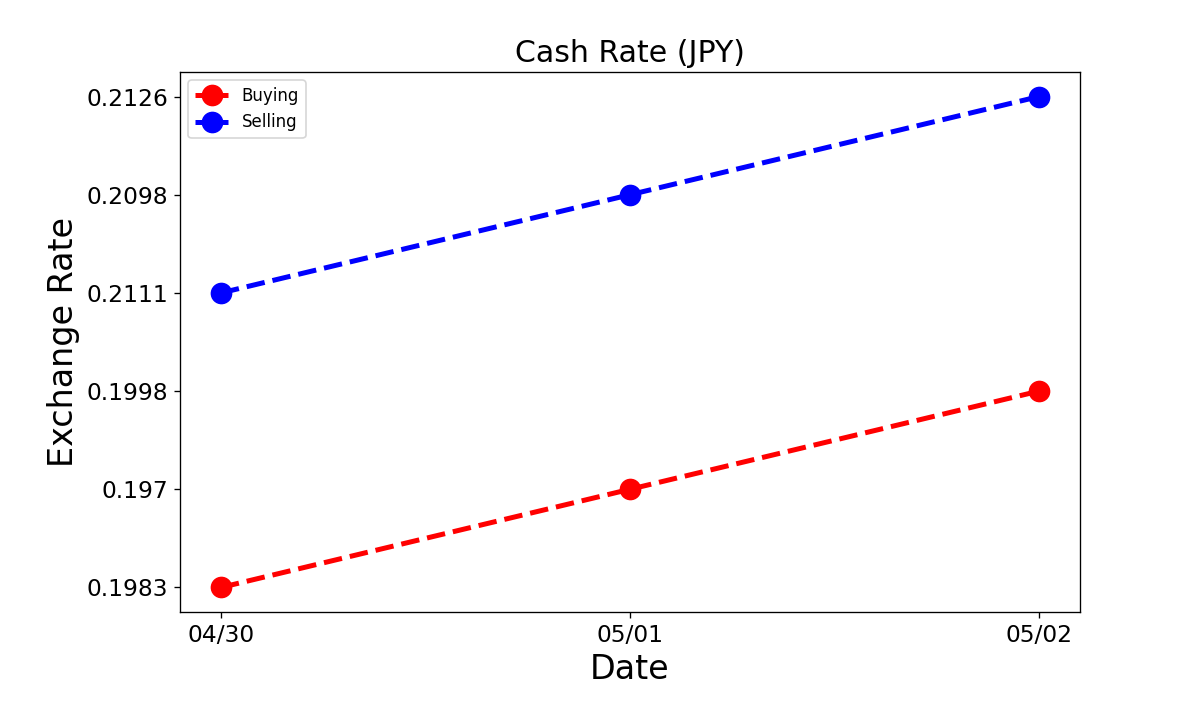 Cash Rate (JPY)
Buying
Selling
Exchange Rate
0.2126
0.2098
0.2111
0.1998
0.197
0.1983
04/30
05/01
05/02
Date